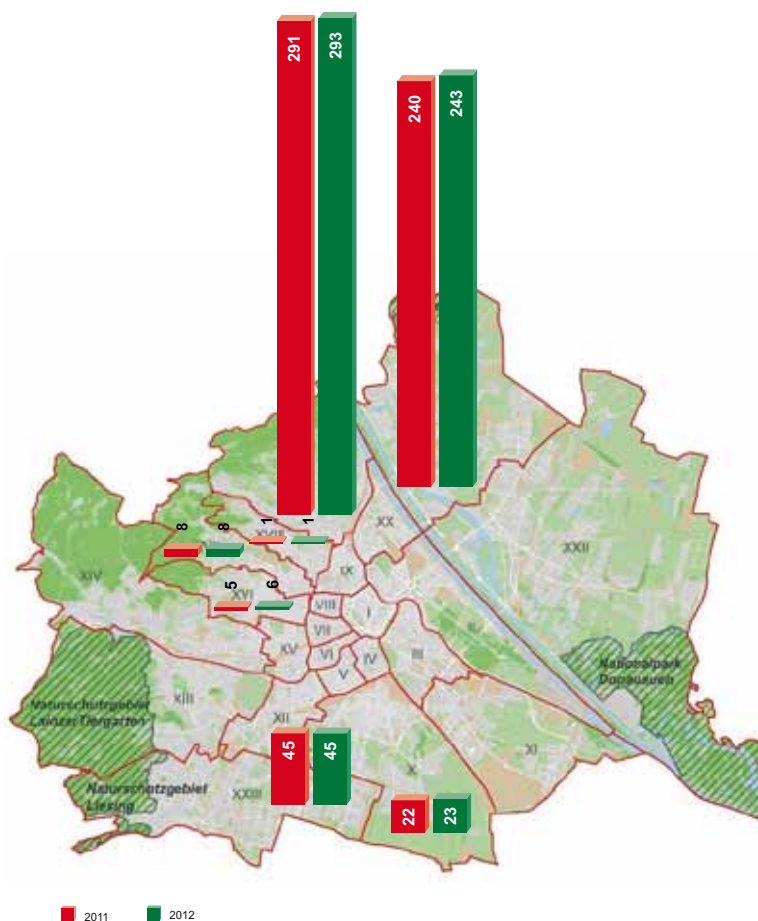 291
293
240
243
8
8
1
1
XVIII
XX
XIV
5
6
XVI
IX
XXII
VIII
I
VII
XV
VI
IV
II
III
V
Nationalpark
Donauauen
Naturschutzgebiet
Lainzer Tiergarten
XIII
XII
XI
45
45
X
Naturschutzgebiet
Liesing
XXIII
22
23
2011
2012